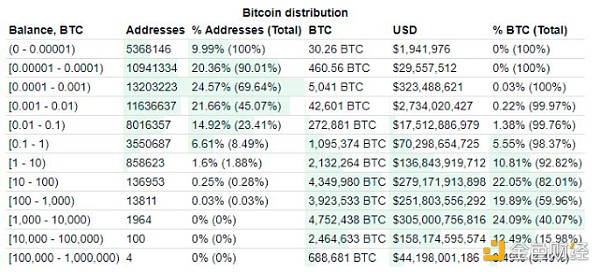 Bitcoin distribution
Balance, BTC Addresses % Addresses (Total) BTC USD % BTC (Total)
(0 - 0.00001) 5368146 9.99% (100%) 30.26 BTC $1,941,976 0% (100%)
[0.00001 - 0.0001) 10941334 20.36% (90.01%) 460.56 BTC $29,557,512 0% (100%)
[0.0001 - 0.001) 13203223 24.57% (69.64%) 5,041 BTC $323,488,621 0.03% (100%)
[0.001 - 0.01) 11636637 21.66% (45.07%) 42,601 BTC $2,734,020,427 0.22% (99.97%)
[0.01 - 0.1) 8016357 14.92% (23.41%) 272,881 BTC $17,512,886,979 1.38% (99.76%)
[0.1 - 1) 3550687 6.61% (8.49%) 1,095,374 BTC $70,298,654,725 5.55% (98.37%)
[1 - 10) 858623 1.6% (1.88%) 2,132,264 BTC $136,843,919,712 10.81% (92.82%)
[10 - 100) 136953 0.25% (0.28%) 4,349,980 BTC $279,171,913,898 22.05% (82.01%)
[100 - 1,000) 13811 0.03% (0.03%) 3,923,533 BTC $251,803,556,292 19.89% (59.96%)
[1,000 - 10,000) 1964 0% (0%) 4,752,438 BTC $305,000,756,816 24.09% (40.07%)
[10,000 - 100,000) 100 0% (0%) 2,464,633 BTC $158,174,595,574 12.49% (15.98%)
[100,000 - 1,000,000) 4 0% (0%) 688,681 BTC $44,198,001,186 3.49% (3.49%)
金色财经